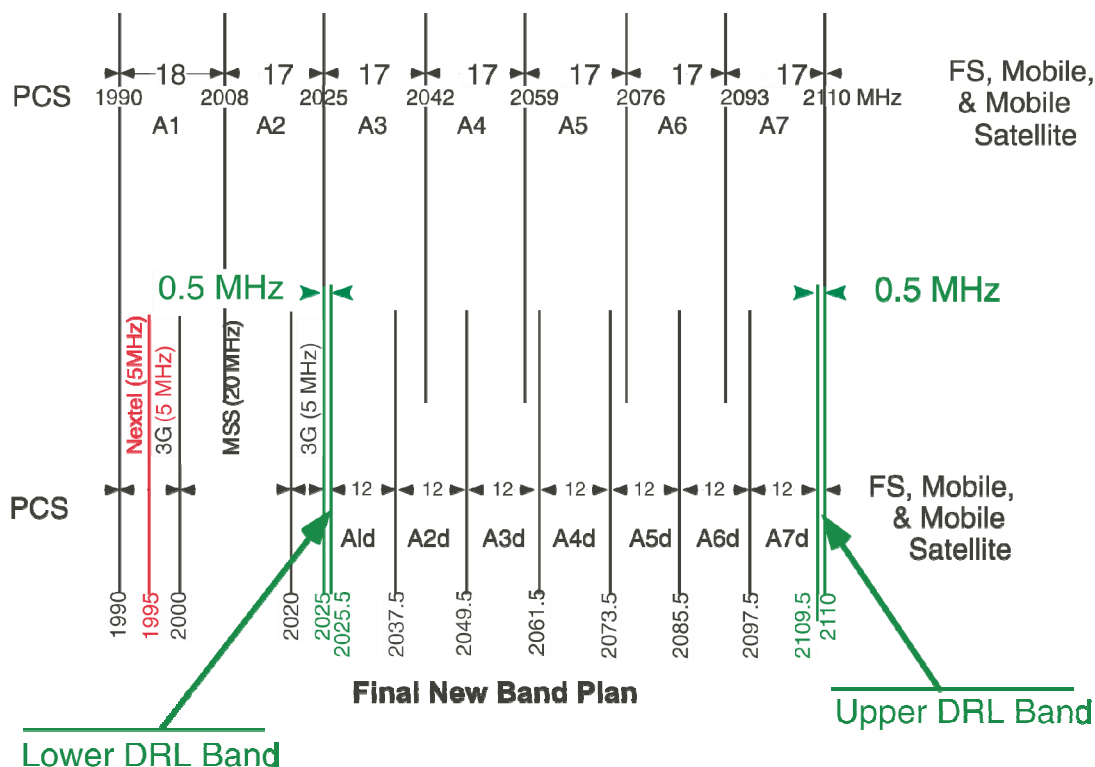 18 17 17 17 17 17 17
PCS
1990 2008 2025 2042 2059 2076 2093 2110 MHz
A1 A2 A3 A4 A5 A6 A7
FS, Mobile,
& Mobile
Satellite
0.5 MHz
0.5 MHz
Nextel (5MHz)
3G (5 MHz)
MSS (20 MHz)
3G (5 MHz)
PCS
12 12 12 12 12 12 12
Ald A2d A3d A4d A5d A6d A7d
FS, Mobile,
& Mobile
Satellite
1990
1995
2000
2020
2025
2025.5
2037.5
2049.5
2061.5
2073.5
2085.5
2097.5
2109.5
2110
Final New Band Plan
Lower DRL Band
Upper DRL Band